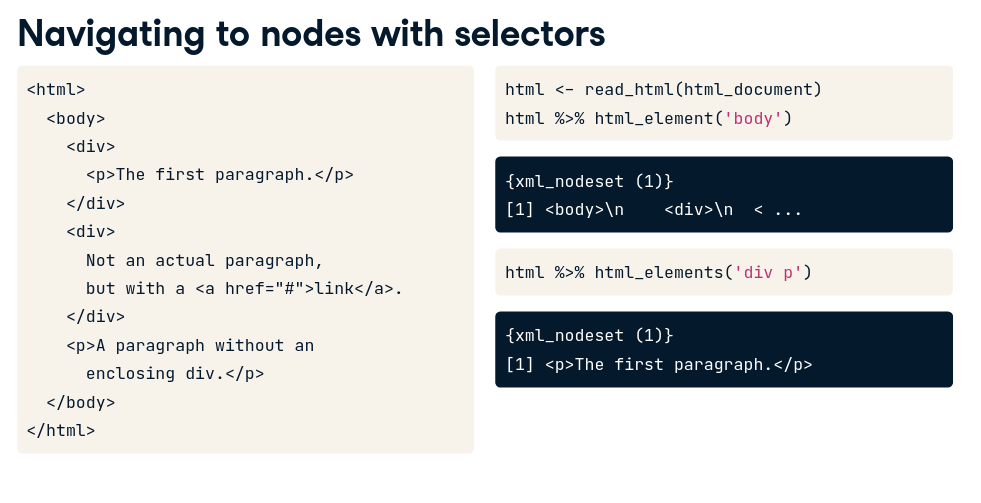 Navigating to nodes with selectors
<html>
  <body>
    <div>
      <p>The first paragraph.</p>
    </div>
    <div>
      Not an actual paragraph,
      but with a <a href="#">link</a>.
    </div>
    <p>A paragraph without an
      enclosing div.</p>
  </body>
</html>
html <- read_html(html_document)
html %>% html_element('body')
{xml_nodeset (1)}
[1] <body>\n    <div>\n  < ...
html %>% html_elements('div p')
{xml_nodeset (1)}
[1] <p>The first paragraph.</p>